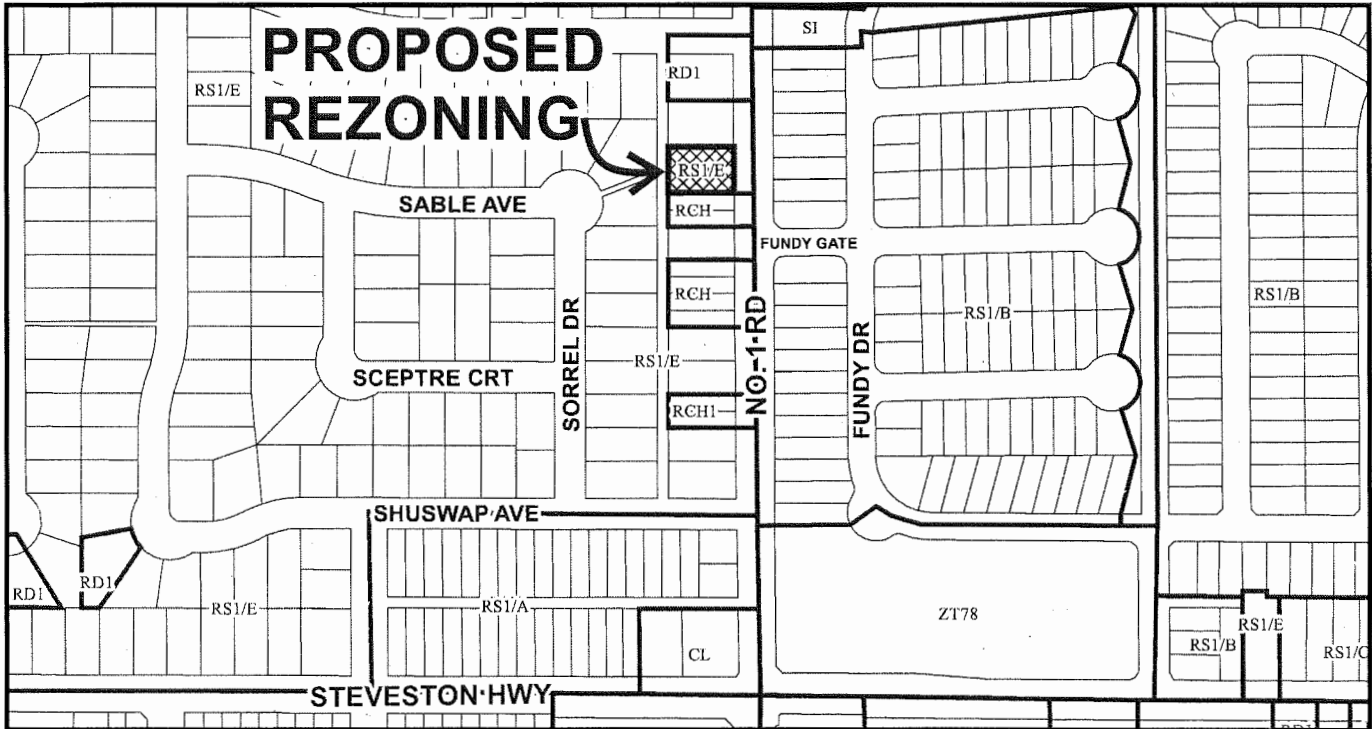 PROPOSED
REZONING
SI
RD1
RS1/E
RS1/E
SABLE AVE
RCH
FUNDY GATE
RCH
RS1/B
RS1/B
SORREL DR
NO. 1 RD
FUNDY DR
RS1/E
SCEPTRE CRT
RCH1
SHUSWAP AVE
RD1
RD1
RS1/E
RS1/A
ZT78
RS1/E
RS1/B
RS1/C
CL
STEVESTON HWY
RD1